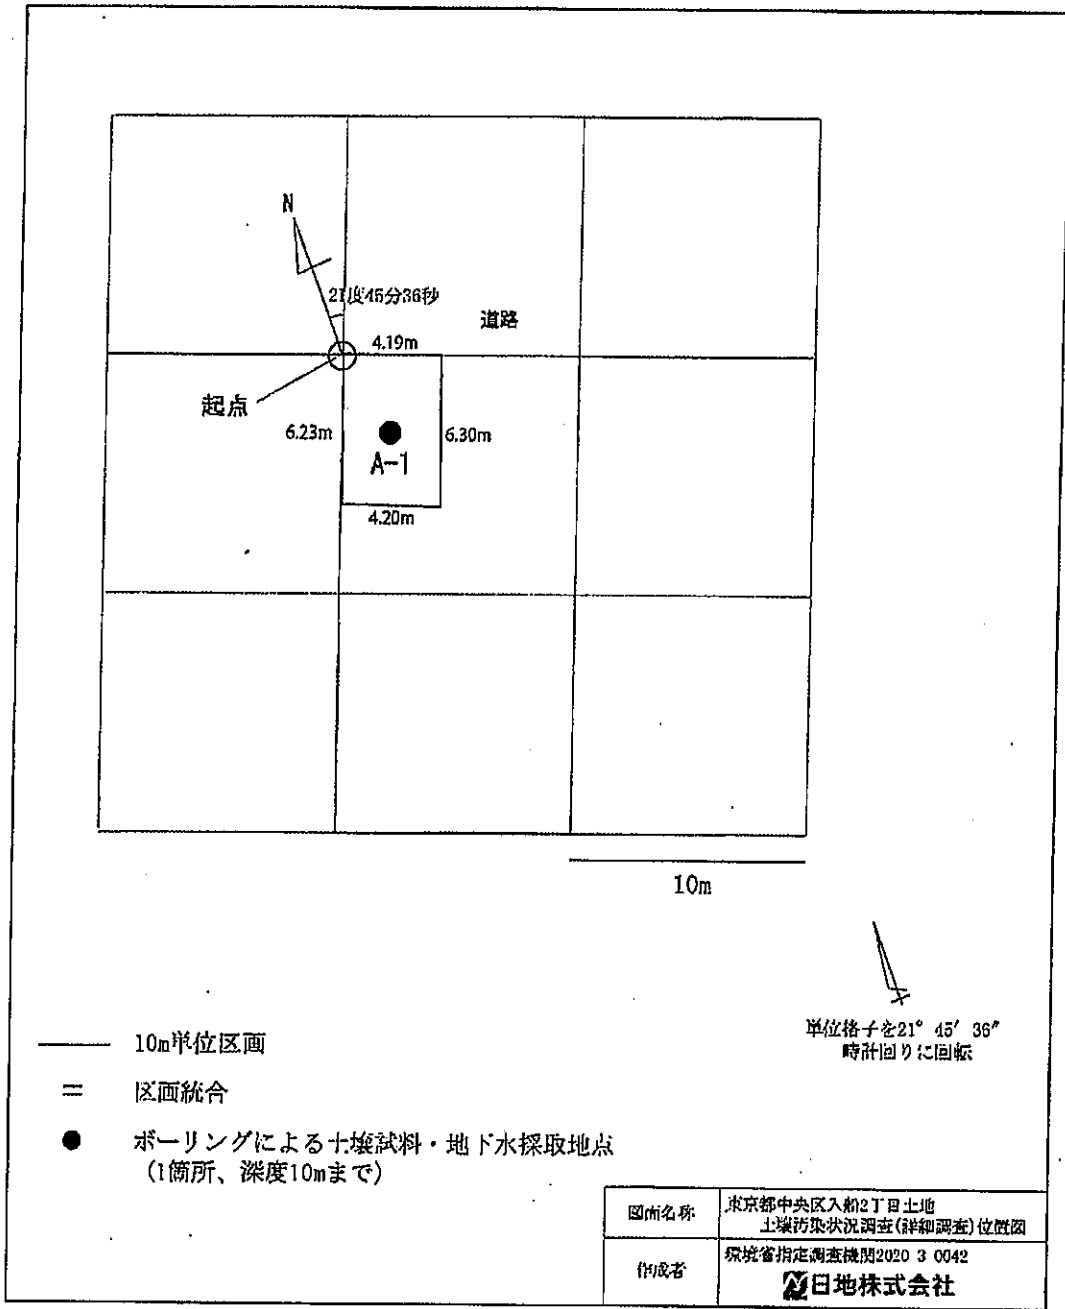 N
21度45分36秒
道路
4.19m
起点
6.23m
6.30m
A-1
4.20m
10m
単位格子を21° 45′ 36″
時計回りに回転
10m単位区画
区画統合
ボーリングによる土壌試料・地下水採取地点
(1箇所、深度10mまで)
図面名称
東京都中央区入船2丁目土地
土壌汚染状況調査(詳細調査)位置図
作成者
環境省指定調査機関2020 3 0042
日地株式会社